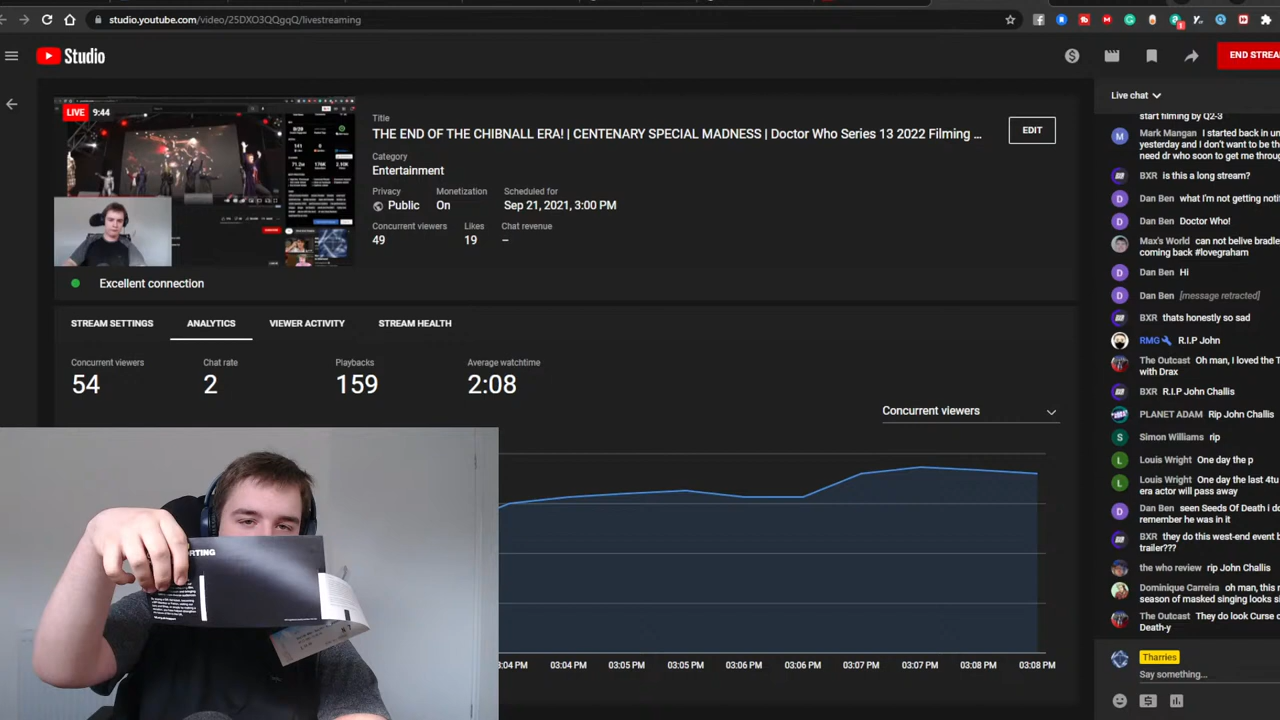 studio.youtube.com/video/25DXO3QQgqQ/livestreaming
Studio
END STREA
LIVE 9:44
Title
THE END OF THE CHIBNALL ERA! | CENTENARY SPECIAL MADNESS | Doctor Who Series 13 2022 Filming ...
EDIT
Category
Entertainment
Privacy Monetization Scheduled for
Public On Sep 21, 2021, 3:00 PM
Concurrent viewers Likes Chat revenue
49 19 –
Excellent connection
STREAM SETTINGS ANALYTICS VIEWER ACTIVITY STREAM HEALTH
Concurrent viewers Chat rate Playbacks Average watchtime
54 2 159 2:08
Concurrent viewers
3:04 PM 03:04 PM 03:05 PM 03:05 PM 03:06 PM 03:06 PM 03:07 PM 03:07 PM 03:08 PM 03:08 PM
RTING
Live chat
start filming by Q2-3
Mark Mangan I started back in un
yesterday and I don't want to be th
need dr who soon to get me throug
BXR is this a long stream?
Dan Ben what I'm not getting noti
Dan Ben Doctor Who!
Max's World can not belive bradle
coming back #lovegraham
Dan Ben Hi
Dan Ben [message retracted]
BXR thats honestly so sad
RMG R.I.P John
The Outcast Oh man, I loved the T
with Drax
BXR R.I.P John Challis
PLANET ADAM Rip John Challis
Simon Williams rip
Louis Wright One day the p
Louis Wright One day the last 4tu
era actor will pass away
Dan Ben seen Seeds Of Death i do
remember he was in it
BXR they do this west-end event b
trailer???
the who review rip John Challis
Dominique Carreira oh man, this n
season of masked singing looks s
The Outcast They do look Curse o
Death-y
Tharries
Say something...